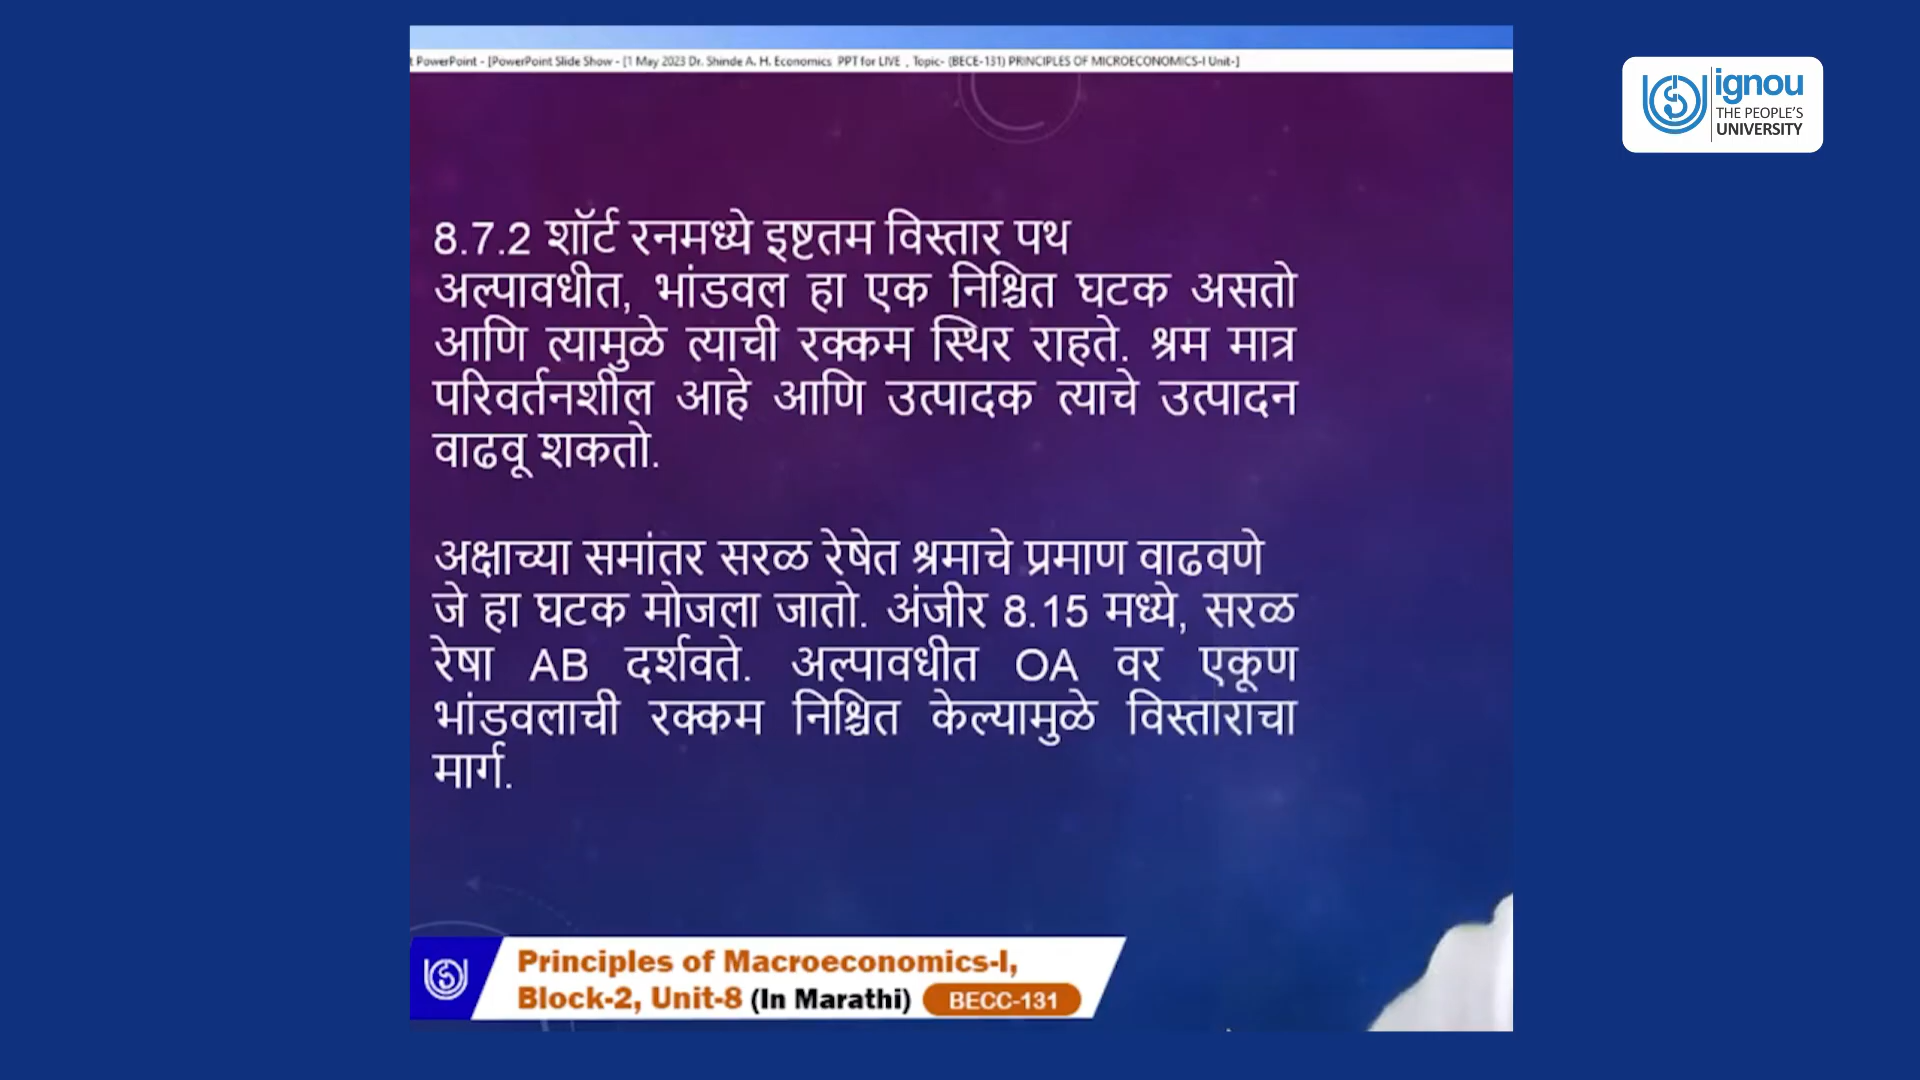 t PowerPoint - [PowerPoint Slide Show - [1 May 2023 Dr. Shinde A. H. Economics PPT for LIVE , Topic- (BECE-131) PRINCIPLES OF MICROECONOMICS-I Unit-]
ignou
THE PEOPLE'S
UNIVERSITY
8.7.2 शॉर्ट रनमध्ये इष्टतम विस्तार पथ
अल्पावधीत, भांडवल हा एक निश्चित घटक असतो
आणि त्यामुळे त्याची रक्कम स्थिर राहते. श्रम मात्र
परिवर्तनशील आहे आणि उत्पादक त्याचे उत्पादन
वाढवू शकतो.
अक्षाच्या समांतर सरळ रेषेत श्रमाचे प्रमाण वाढवणे
जे हा घटक मोजला जातो. अंजीर 8.15 मध्ये, सरळ
रेषा AB दर्शवते. अल्पावधीत OA वर एकूण
भांडवलाची रक्कम निश्चित केल्यामुळे विस्ताराचा
मार्ग.
Principles of Macroeconomics-I,
Block-2, Unit-8 (In Marathi) BECC-131